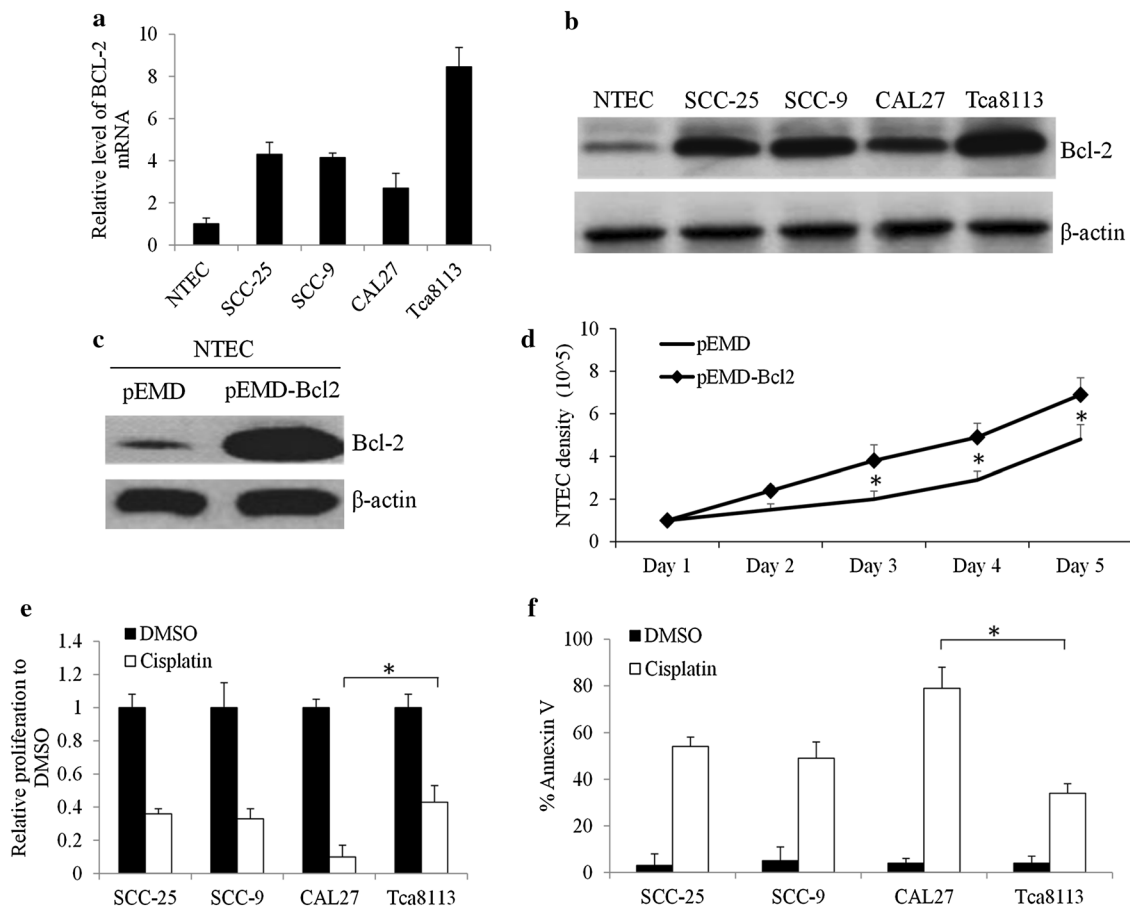 a
Relative level of BCL-2
mRNA
10
8
6
4
2
0
NTEC
SCC-25
SCC-9
CAL27
Tca8113
b
NTEC SCC-25 SCC-9 CAL27 Tca8113
Bcl-2
β-actin
c
NTEC
pEMD pEMD-Bcl2
Bcl-2
β-actin
d
NTEC density (10^5)
10
8
6
4
2
0
pEMD
pEMD-Bcl2
*
*
*
Day 1 Day 2 Day 3 Day 4 Day 5
e
Relative proliferation to
DMSO
1.4
1.2
1
0.8
0.6
0.4
0.2
0
DMSO
Cisplatin
*
SCC-25 SCC-9 CAL27 Tca8113
f
% Annexin V
100
80
60
40
20
0
DMSO
Cisplatin
*
SCC-25 SCC-9 CAL27 Tca8113